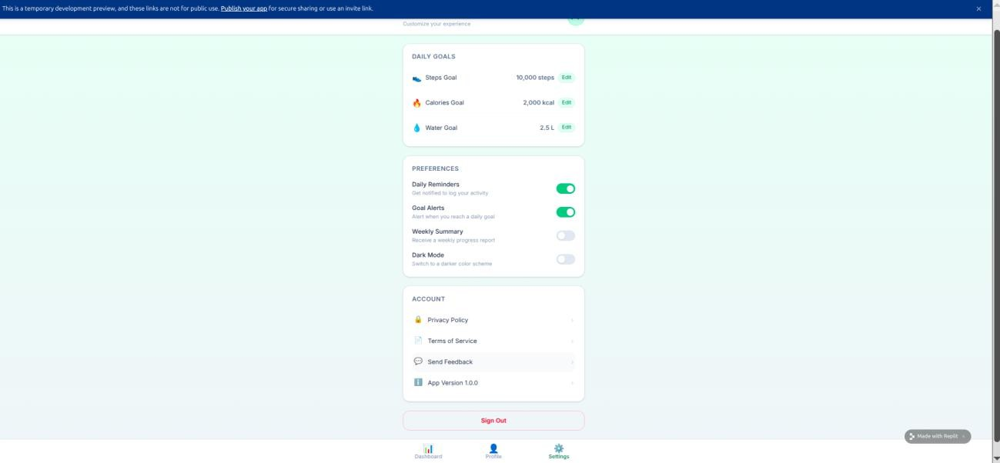 This is a temporary development preview, and these links are not for public use. Publish your app for secure sharing or use an invite link.
Customize your experience
DAILY GOALS
Steps Goal 10,000 steps Edit
Calories Goal 2,000 kcal Edit
Water Goal 2.5 L Edit
PREFERENCES
Daily Reminders
Get notified to log your activity
Goal Alerts
Alert when you reach a daily goal
Weekly Summary
Receive a weekly progress report
Dark Mode
Switch to a darker color scheme
ACCOUNT
Privacy Policy
Terms of Service
Send Feedback
App Version 1.0.0
Sign Out
Made with Replit
Dashboard Profile Settings